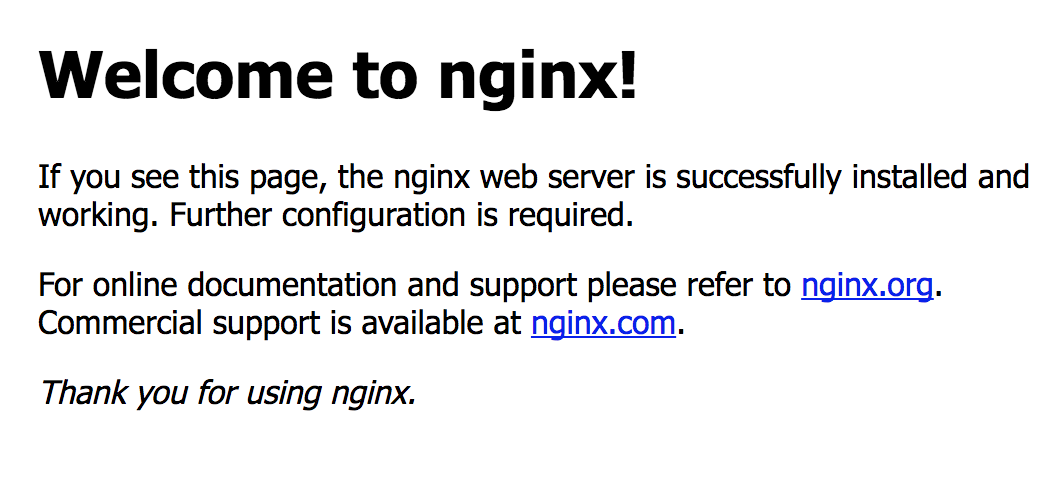 Welcome to nginx!
If you see this page, the nginx web server is successfully installed and
working. Further configuration is required.
For online documentation and support please refer to nginx.org.
Commercial support is available at nginx.com.
Thank you for using nginx.